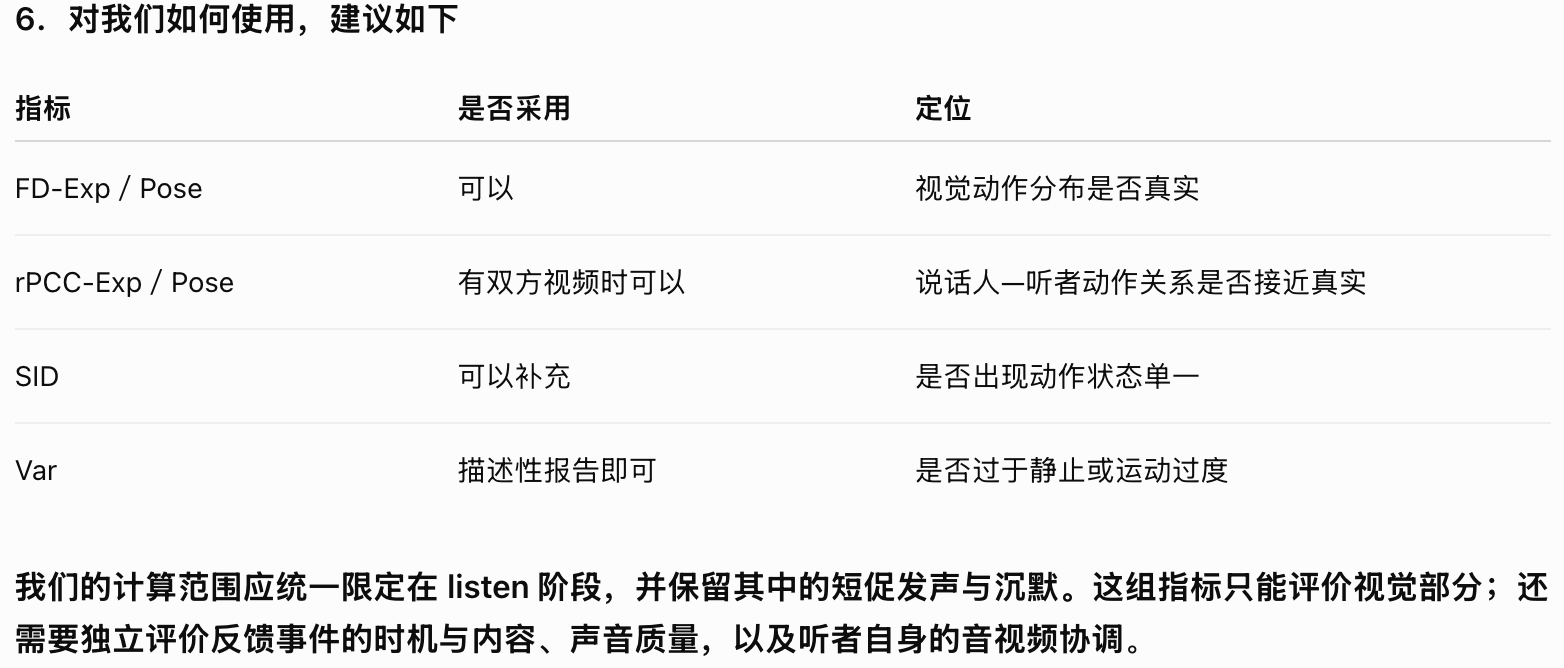 6. 对我们如何使用，建议如下
指标 是否采用 定位
FD-Exp / Pose 可以 视觉动作分布是否真实
rPCC-Exp / Pose 有双方视频时可以 说话人—听者动作关系是否接近真实
SID 可以补充 是否出现动作状态单一
Var 描述性报告即可 是否过于静止或运动过度
我们的计算范围应统一限定在 listen 阶段，并保留其中的短促发声与沉默。这组指标只能评价视觉部分；还
需要独立评价反馈事件的时机与内容、声音质量，以及听者自身的音视频协调。